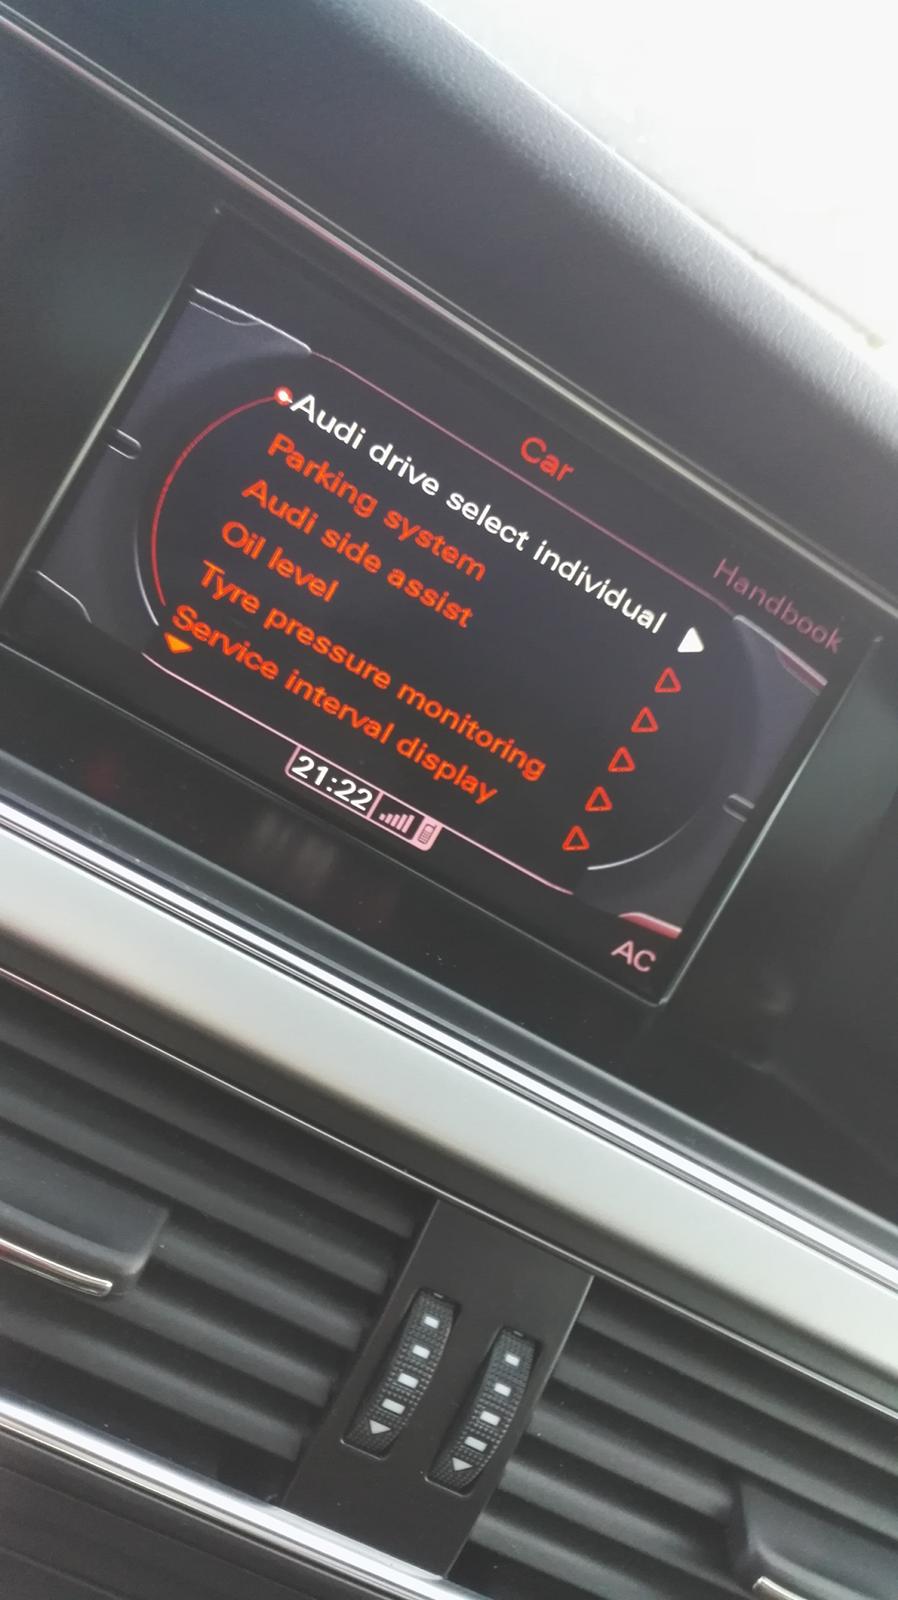 Car
Handbook
Audi drive select individual
Parking system
Audi side assist
Oil level
Tyre pressure monitoring
Service interval display
21:22
AC